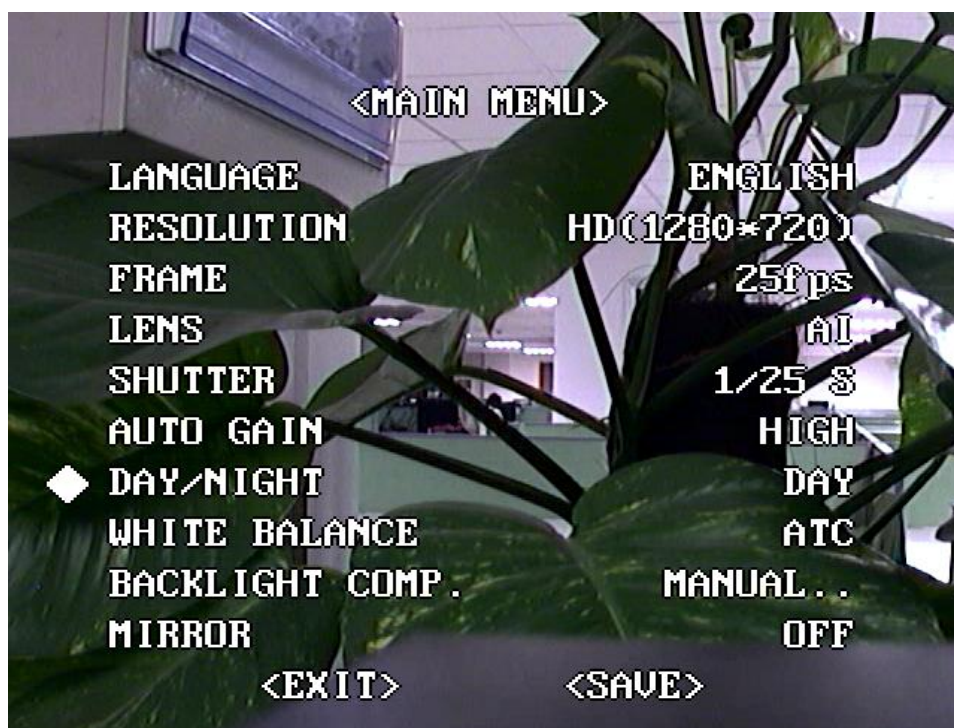 <MAIN MENU>
LANGUAGE ENGLISH
RESOLUTION HD(1280*720)
FRAME 25fps
LENS AI
SHUTTER 1/25 S
AUTO GAIN HIGH
DAY/NIGHT DAY
WHITE BALANCE ATC
BACKLIGHT COMP. MANUAL..
MIRROR OFF
<EXIT> <SAVE>